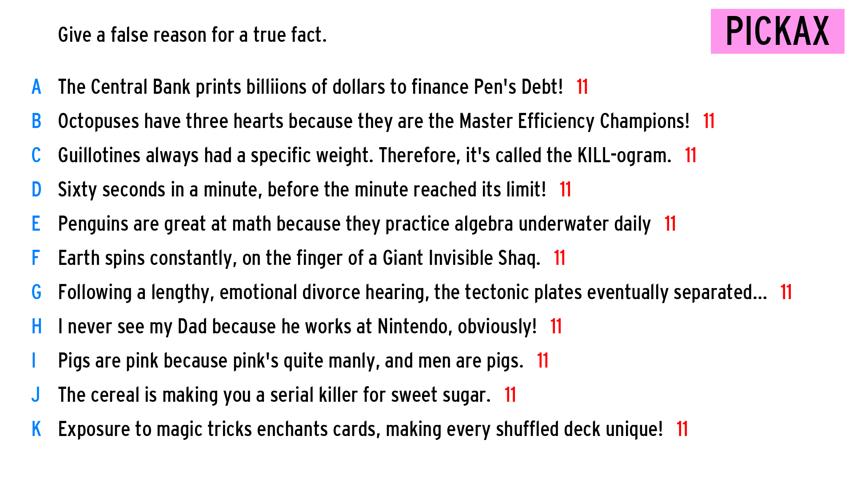 Give a false reason for a true fact.
PICKAX
A The Central Bank prints billiions of dollars to finance Pen's Debt! 11
B Octopuses have three hearts because they are the Master Efficiency Champions! 11
C Guillotines always had a specific weight. Therefore, it's called the KILL-ogram. 11
D Sixty seconds in a minute, before the minute reached its limit! 11
E Penguins are great at math because they practice algebra underwater daily 11
F Earth spins constantly, on the finger of a Giant Invisible Shaq. 11
G Following a lengthy, emotional divorce hearing, the tectonic plates eventually separated... 11
H I never see my Dad because he works at Nintendo, obviously! 11
I Pigs are pink because pink's quite manly, and men are pigs. 11
J The cereal is making you a serial killer for sweet sugar. 11
K Exposure to magic tricks enchants cards, making every shuffled deck unique! 11